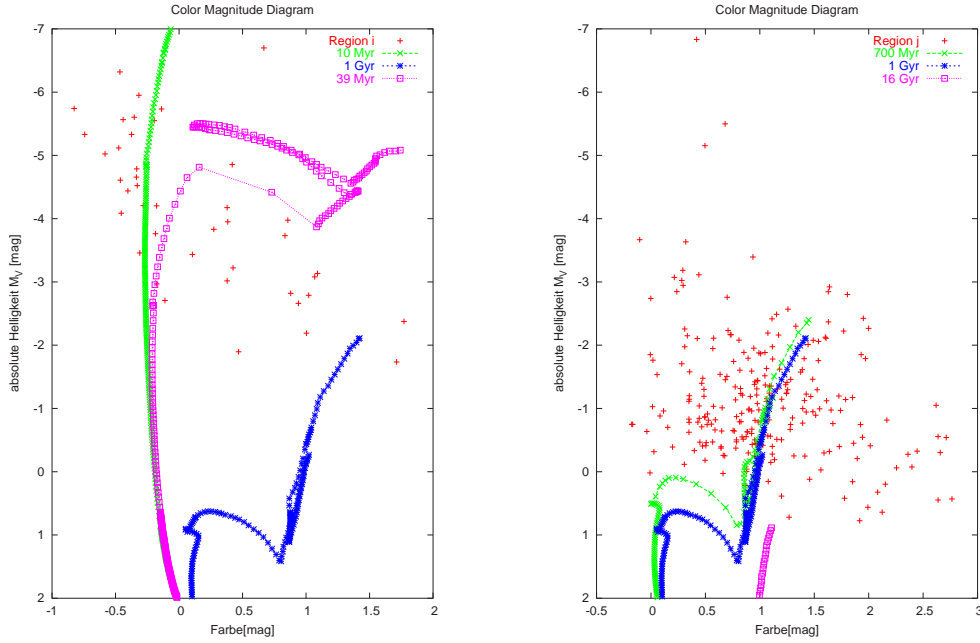 Color Magnitude Diagram
-7
-6
-5
-4
-3
-2
-1
0
1
2
absolute Helligkeit M_V [mag]
Region i
10 Myr
1 Gyr
39 Myr
-1
-0.5
0
0.5
1
1.5
2
Farbe[mag]
Color Magnitude Diagram
-7
-6
-5
-4
-3
-2
-1
0
1
2
absolute Helligkeit M_V [mag]
Region j
700 Myr
1 Gyr
16 Gyr
-0.5
0
0.5
1
1.5
2
2.5
3
Farbe[mag]